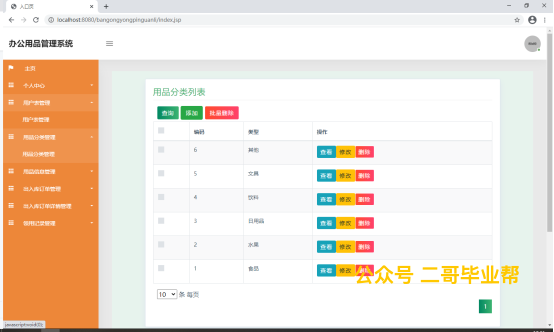 入口页
localhost:8080/bangongyongpinguanli/index.jsp
办公用品管理系统
主页
个人中心
用户表管理
用户表管理
用品分类管理
用品分类管理
用品信息管理
出入库订单管理
出入库订单详情管理
领用记录管理
用品分类列表
查询 添加 批量删除
编码 类型 操作
6 其他 查看 修改 删除
5 文具 查看 修改 删除
4 饮料 查看 修改 删除
3 日用品 查看 修改 删除
2 水果 查看 修改 删除
1 食品 查看 修改 删除
公众号 二哥毕业帮
10 条 每页
1
javascript:void(0);